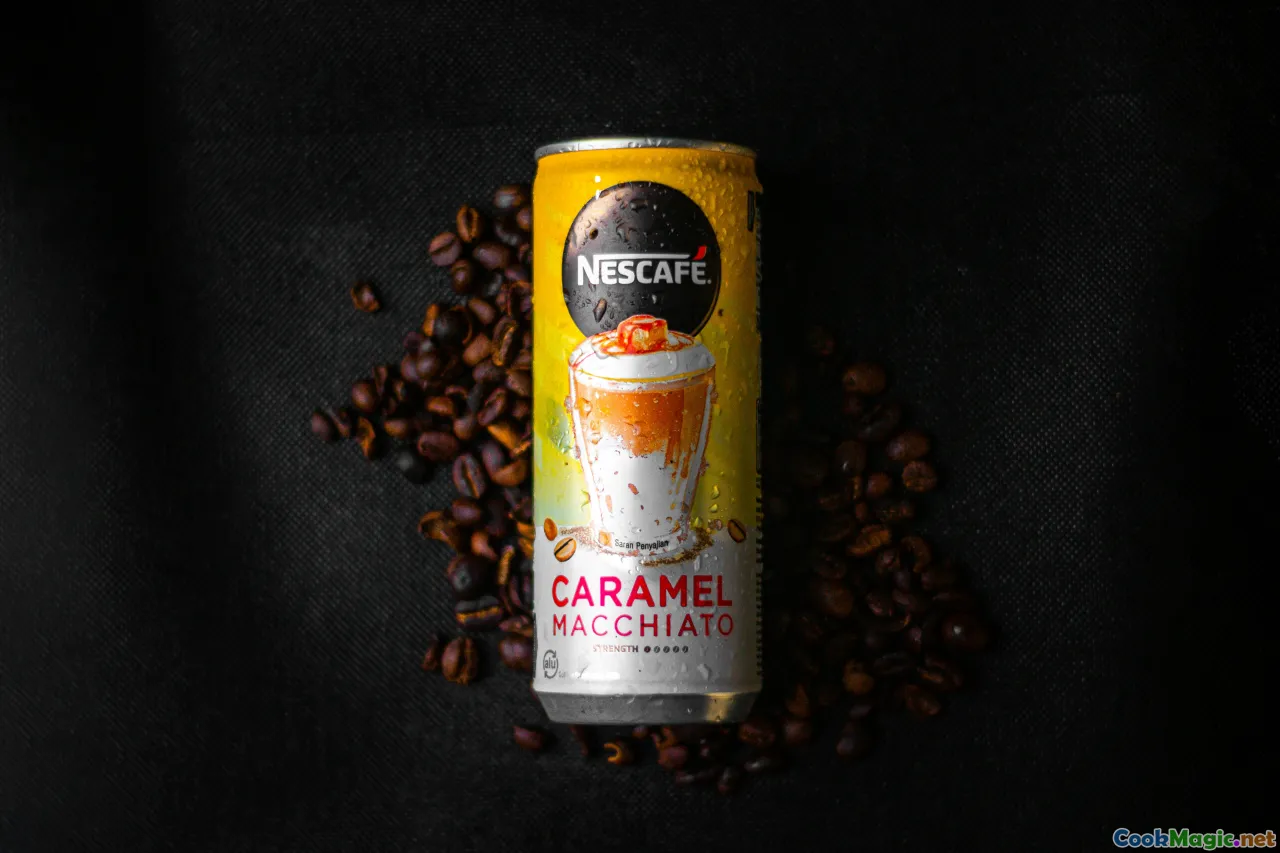 NESCAFÉ.
Saran Penyajian
CARAMEL
MACCHIATO
STRENGTH
alu
CookMagic.net